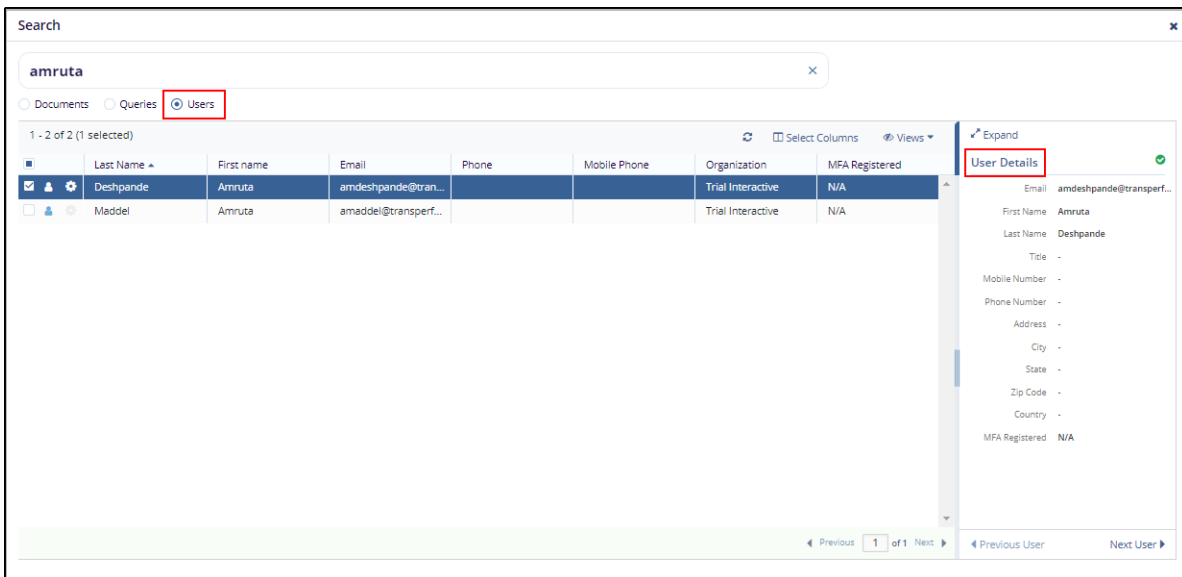 Search
amruta
Documents Queries Users
1 - 2 of 2 (1 selected) Select Columns Views
Last Name First name Email Phone Mobile Phone Organization MFA Registered
Deshpande Amruta amdeshpande@tran... Trial Interactive N/A
Maddel Amruta amaddel@transperf... Trial Interactive N/A
Previous 1 of 1 Next
Expand
User Details
Email amdeshpande@transperf...
First Name Amruta
Last Name Deshpande
Title -
Mobile Number -
Phone Number -
Address -
City -
State -
Zip Code -
Country -
MFA Registered N/A
Previous User Next User